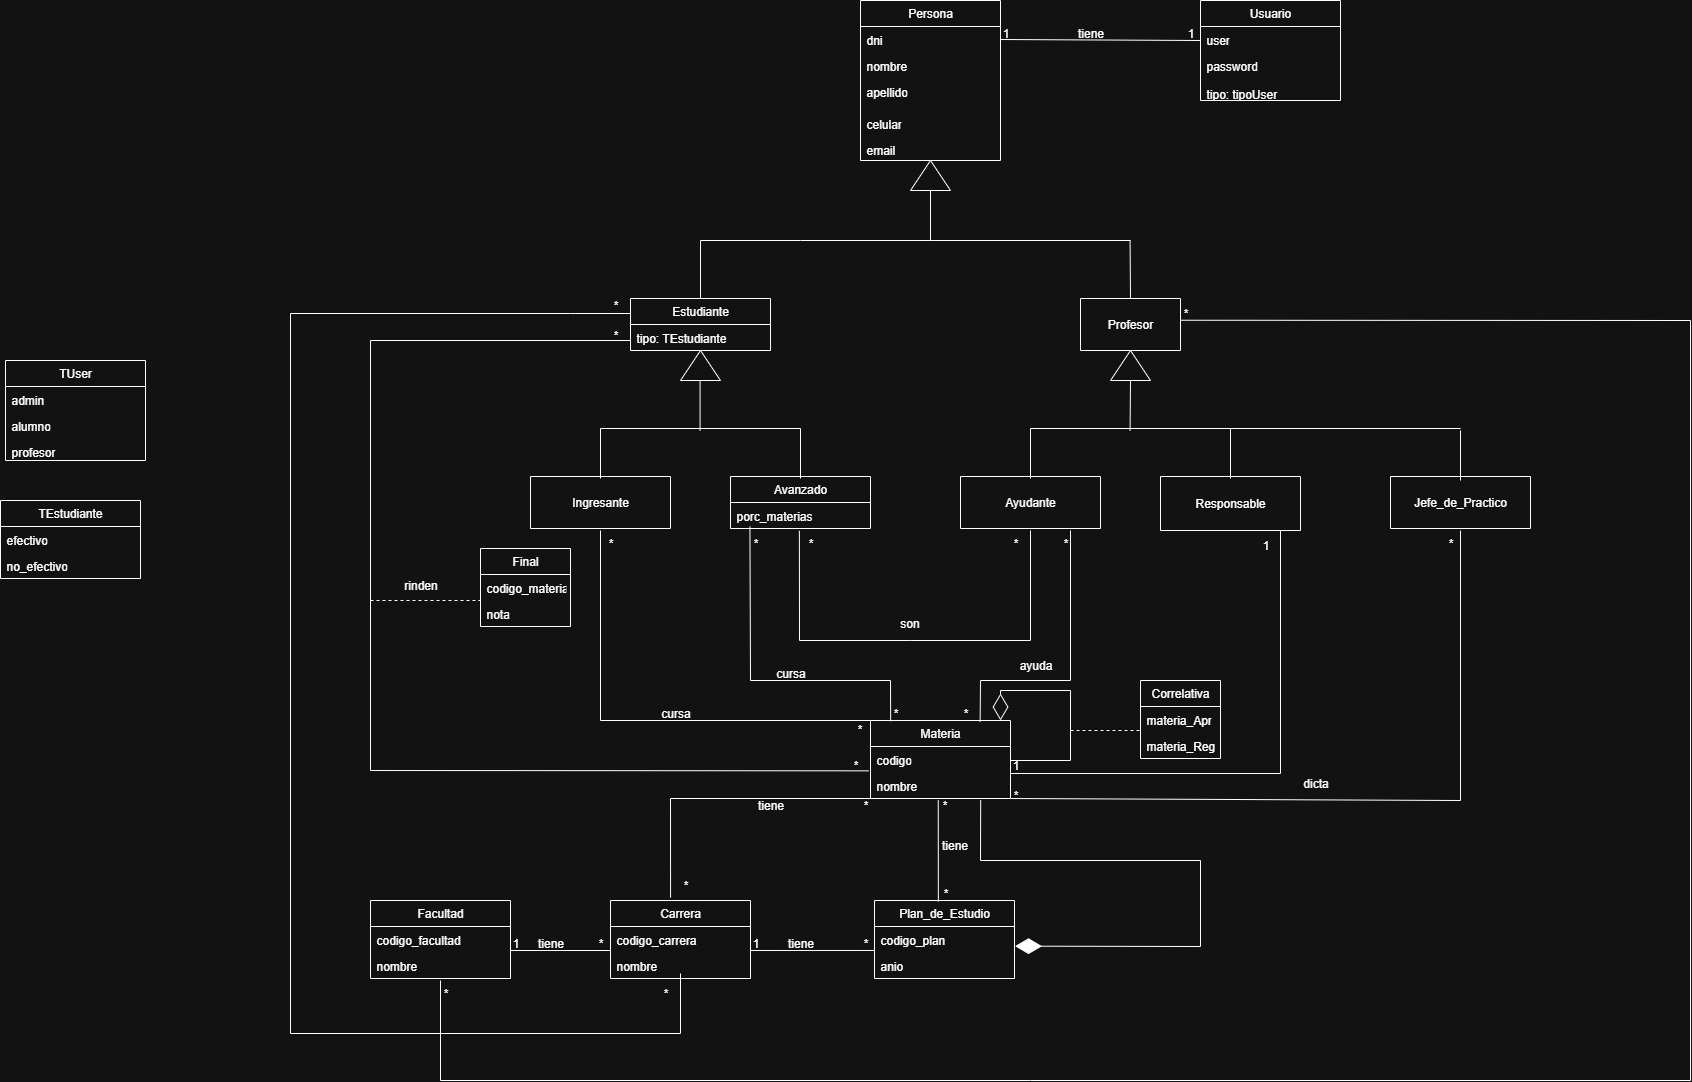 Persona
dni
nombre
apellido
celular
email
1
tiene
1
Usuario
user
password
tipo: tipoUser
*
Estudiante
*
tipo: TEstudiante
Profesor
*
TUser
admin
alumno
profesor
TEstudiante
efectivo
no_efectivo
Ingresante
Avanzado
porc_materias
Ayudante
Responsable
Jefe_de_Practico
*
*
*
*
*
1
*
rinden
Final
codigo_materia
nota
son
cursa
ayuda
cursa
*
*
*
*
Materia
codigo
nombre
1
*
Correlativa
materia_Apr
materia_Reg
dicta
tiene
*
*
tiene
*
*
Facultad
codigo_facultad
nombre
1
tiene
*
Carrera
codigo_carrera
nombre
1
tiene
*
Plan_de_Estudio
codigo_plan
anio
*
*